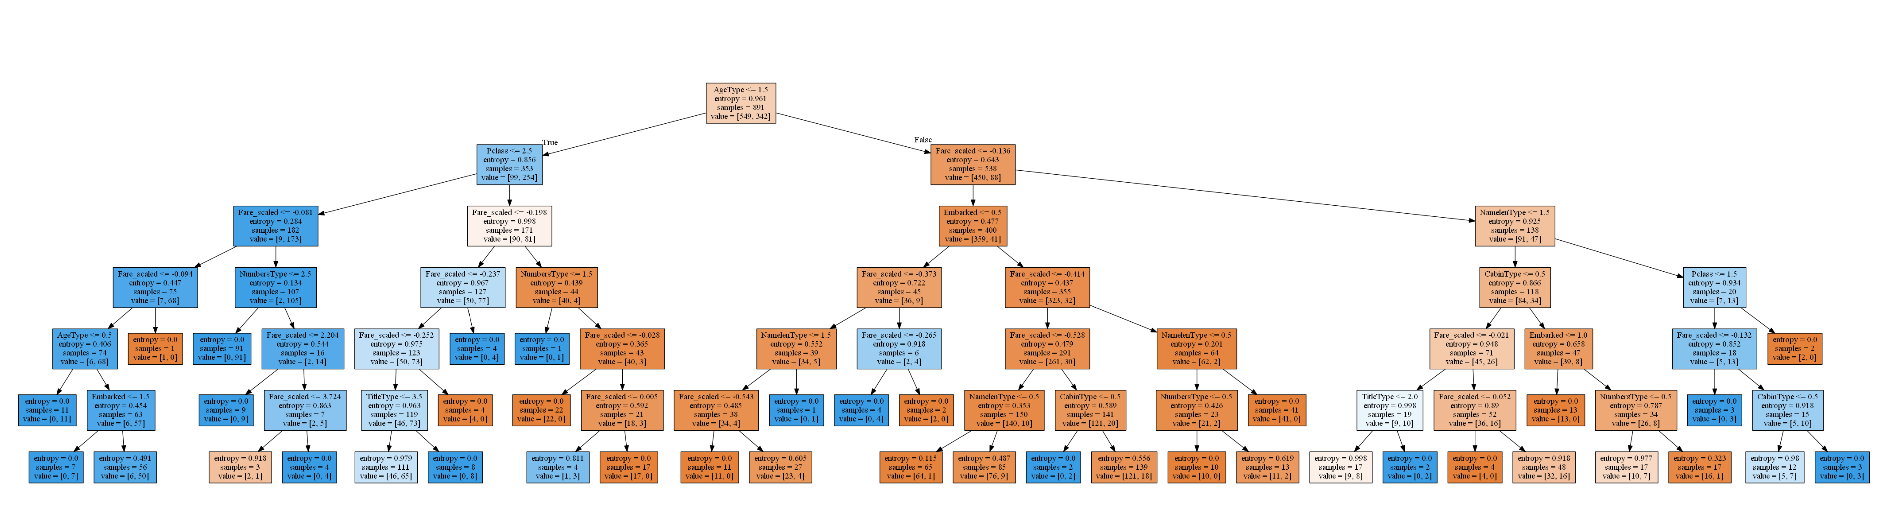 AgeType <= 1.5
entropy = 0.961
samples = 891
value = [549, 342]
True
False
Pclass <= 2.5
entropy = 0.856
samples = 353
value = [99, 254]
Fare_scaled <= -0.136
entropy = 0.643
samples = 538
value = [450, 88]
Fare_scaled <= -0.081
entropy = 0.284
samples = 182
value = [9, 173]
Fare_scaled <= -0.198
entropy = 0.998
samples = 171
value = [90, 81]
Embarked <= 0.5
entropy = 0.477
samples = 400
value = [359, 41]
NamelenType <= 1.5
entropy = 0.925
samples = 138
value = [91, 47]
Fare_scaled <= -0.094
entropy = 0.447
samples = 75
value = [7, 68]
NumbersType <= 2.5
entropy = 0.134
samples = 107
value = [2, 105]
Fare_scaled <= -0.237
entropy = 0.967
samples = 127
value = [50, 77]
NumbersType <= 1.5
entropy = 0.439
samples = 44
value = [40, 4]
Fare_scaled <= -0.373
entropy = 0.722
samples = 45
value = [36, 9]
Fare_scaled <= -0.414
entropy = 0.437
samples = 355
value = [323, 32]
CabinType <= 0.5
entropy = 0.866
samples = 118
value = [84, 34]
Pclass <= 1.5
entropy = 0.934
samples = 20
value = [7, 13]
AgeType <= 0.5
entropy = 0.406
samples = 74
value = [6, 68]
entropy = 0.0
samples = 1
value = [1, 0]
entropy = 0.0
samples = 91
value = [0, 91]
Fare_scaled <= 2.204
entropy = 0.544
samples = 16
value = [2, 14]
Fare_scaled <= -0.252
entropy = 0.975
samples = 123
value = [50, 73]
entropy = 0.0
samples = 4
value = [0, 4]
entropy = 0.0
samples = 1
value = [0, 1]
Fare_scaled <= -0.028
entropy = 0.365
samples = 43
value = [40, 3]
NamelenType <= 1.5
entropy = 0.552
samples = 39
value = [34, 5]
Fare_scaled <= -0.265
entropy = 0.918
samples = 6
value = [2, 4]
Fare_scaled <= -0.528
entropy = 0.479
samples = 291
value = [261, 30]
NamelenType <= 0.5
entropy = 0.201
samples = 64
value = [62, 2]
Fare_scaled <= -0.021
entropy = 0.948
samples = 71
value = [45, 26]
Embarked <= 1.0
entropy = 0.658
samples = 47
value = [39, 8]
Fare_scaled <= -0.132
entropy = 0.852
samples = 18
value = [5, 13]
entropy = 0.0
samples = 2
value = [2, 0]
entropy = 0.0
samples = 11
value = [0, 11]
Embarked <= 1.5
entropy = 0.454
samples = 63
value = [6, 57]
entropy = 0.0
samples = 9
value = [0, 9]
Fare_scaled <= 3.724
entropy = 0.863
samples = 7
value = [2, 5]
TitleType <= 3.5
entropy = 0.963
samples = 119
value = [46, 73]
entropy = 0.0
samples = 4
value = [4, 0]
entropy = 0.0
samples = 22
value = [22, 0]
Fare_scaled <= -0.005
entropy = 0.592
samples = 21
value = [18, 3]
Fare_scaled <= -0.543
entropy = 0.485
samples = 38
value = [34, 4]
entropy = 0.0
samples = 1
value = [0, 1]
entropy = 0.0
samples = 4
value = [0, 4]
entropy = 0.0
samples = 2
value = [2, 0]
NamelenType <= 0.5
entropy = 0.353
samples = 150
value = [140, 10]
CabinType <= 0.5
entropy = 0.589
samples = 141
value = [121, 20]
NumbersType <= 0.5
entropy = 0.426
samples = 23
value = [21, 2]
entropy = 0.0
samples = 41
value = [41, 0]
TitleType <= 2.0
entropy = 0.998
samples = 19
value = [9, 10]
Fare_scaled <= 0.052
entropy = 0.89
samples = 52
value = [36, 16]
entropy = 0.0
samples = 13
value = [13, 0]
NumbersType <= 0.5
entropy = 0.787
samples = 34
value = [26, 8]
entropy = 0.0
samples = 3
value = [0, 3]
CabinType <= 0.5
entropy = 0.918
samples = 15
value = [5, 10]
entropy = 0.0
samples = 7
value = [0, 7]
entropy = 0.491
samples = 56
value = [6, 50]
entropy = 0.918
samples = 3
value = [2, 1]
entropy = 0.0
samples = 4
value = [0, 4]
entropy = 0.979
samples = 111
value = [46, 65]
entropy = 0.0
samples = 8
value = [0, 8]
entropy = 0.811
samples = 4
value = [1, 3]
entropy = 0.0
samples = 17
value = [17, 0]
entropy = 0.0
samples = 11
value = [11, 0]
entropy = 0.605
samples = 27
value = [23, 4]
entropy = 0.115
samples = 65
value = [64, 1]
entropy = 0.487
samples = 85
value = [76, 9]
entropy = 0.0
samples = 2
value = [0, 2]
entropy = 0.556
samples = 139
value = [121, 18]
entropy = 0.0
samples = 10
value = [10, 0]
entropy = 0.619
samples = 13
value = [11, 2]
entropy = 0.998
samples = 17
value = [9, 8]
entropy = 0.0
samples = 2
value = [0, 2]
entropy = 0.0
samples = 4
value = [4, 0]
entropy = 0.918
samples = 48
value = [32, 16]
entropy = 0.977
samples = 17
value = [10, 7]
entropy = 0.323
samples = 17
value = [16, 1]
entropy = 0.98
samples = 12
value = [5, 7]
entropy = 0.0
samples = 3
value = [0, 3]